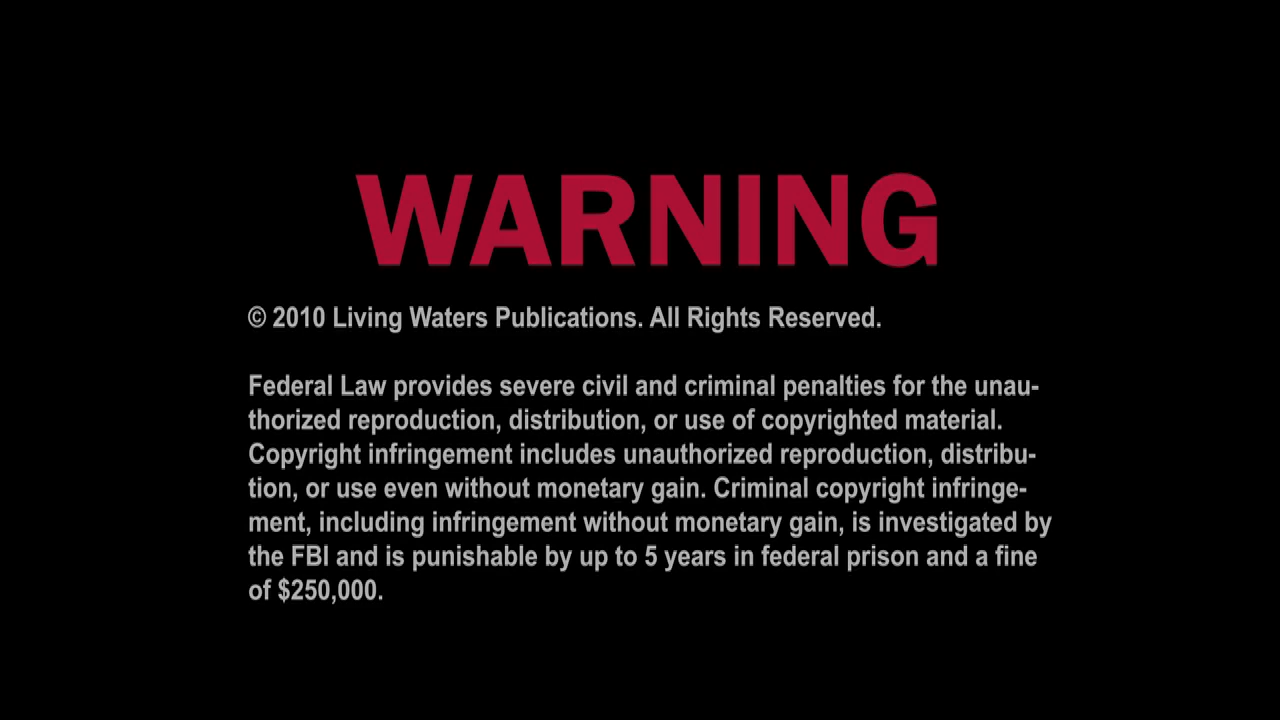 WARNING
© 2010 Living Waters Publications. All Rights Reserved.
Federal Law provides severe civil and criminal penalties for the unau-
thorized reproduction, distribution, or use of copyrighted material.
Copyright infringement includes unauthorized reproduction, distribu-
tion, or use even without monetary gain. Criminal copyright infringe-
ment, including infringement without monetary gain, is investigated by
the FBI and is punishable by up to 5 years in federal prison and a fine
of $250,000.